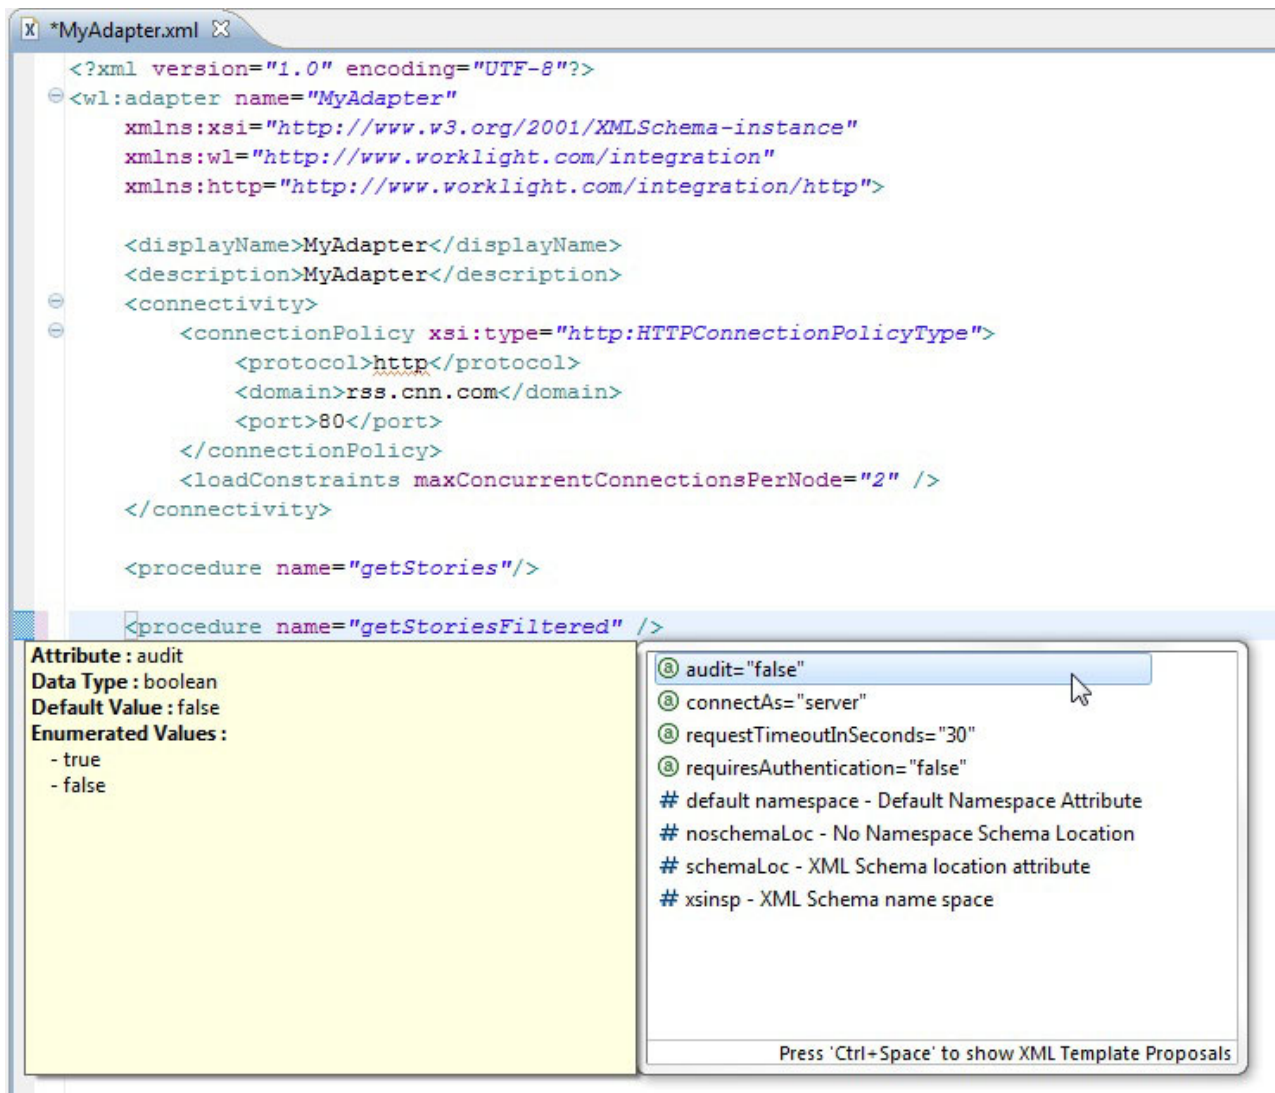 *MyAdapter.xml
<?xml version="1.0" encoding="UTF-8"?>
<wl:adapter name="MyAdapter"
xmlns:xsi="http://www.w3.org/2001/XMLSchema-instance"
xmlns:wl="http://www.worklight.com/integration"
xmlns:http="http://www.worklight.com/integration/http">
<displayName>MyAdapter</displayName>
<description>MyAdapter</description>
<connectivity>
<connectionPolicy xsi:type="http:HTTPConnectionPolicyType">
<protocol>http</protocol>
<domain>rss.cnn.com</domain>
<port>80</port>
</connectionPolicy>
<loadConstraints maxConcurrentConnectionsPerNode="2" />
</connectivity>
<procedure name="getStories"/>
<procedure name="getStoriesFiltered" />
Attribute : audit
Data Type : boolean
Default Value : false
Enumerated Values :
- true
- false
@ audit="false"
@ connectAs="server"
@ requestTimeoutInSeconds="30"
@ requiresAuthentication="false"
# default namespace - Default Namespace Attribute
# noschemaLoc - No Namespace Schema Location
# schemaLoc - XML Schema location attribute
# xsinsp - XML Schema name space
Press 'Ctrl+Space' to show XML Template Proposals